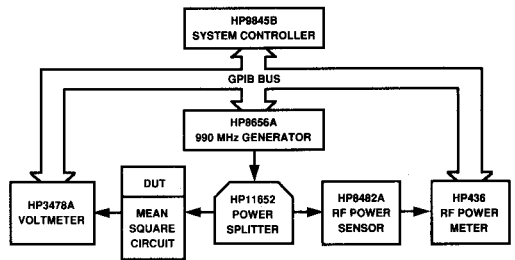 HP9845B
SYSTEM CONTROLLER
GPIB BUS
HP8656A
990 MHz GENERATOR
HP3478A
VOLTMETER
DUT
MEAN
SQUARE
CIRCUIT
HP11652
POWER
SPLITTER
HP8482A
RF POWER
SENSOR
HP436
RF POWER
METER